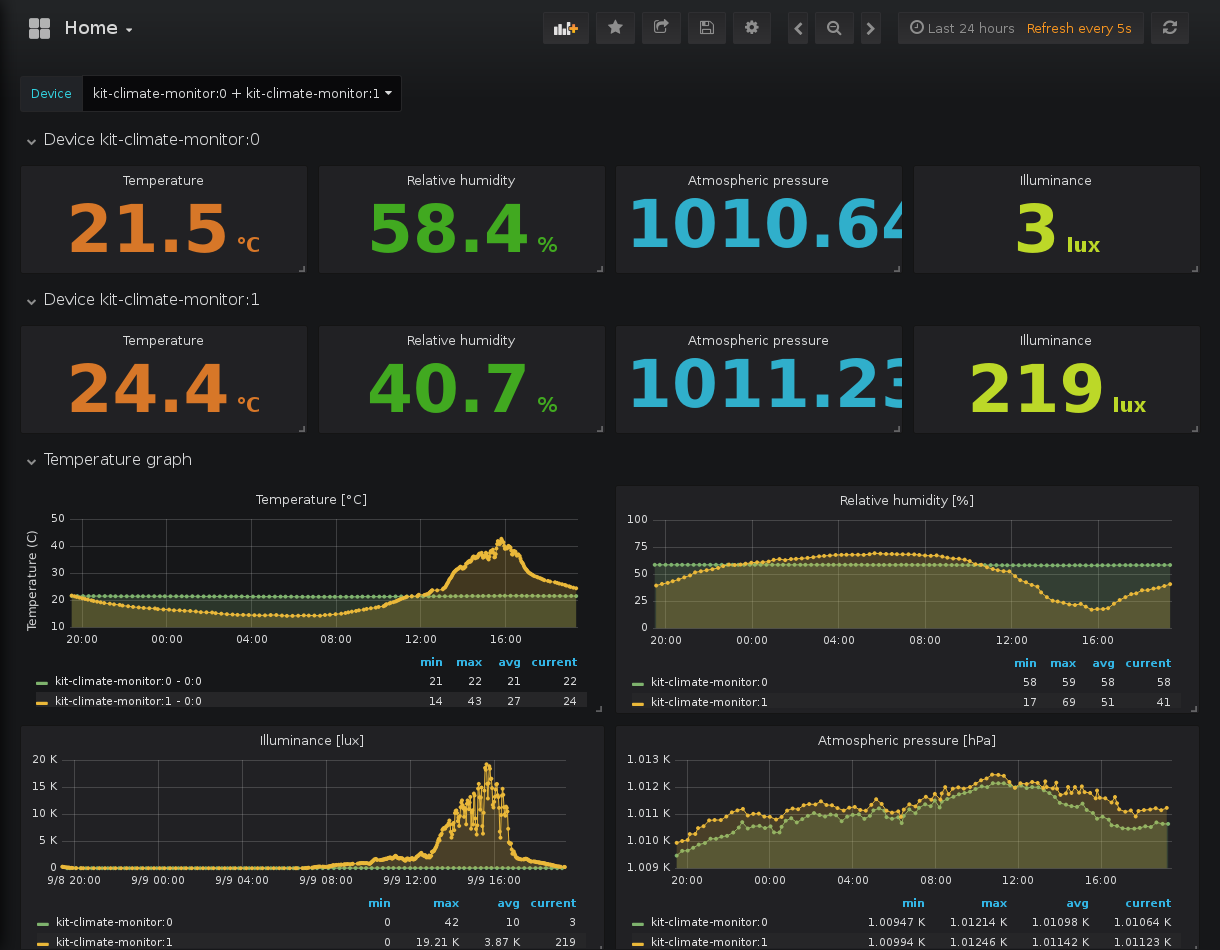 Home
Last 24 hours Refresh every 5s
Device kit-climate-monitor:0 + kit-climate-monitor:1
Device kit-climate-monitor:0
Temperature Relative humidity Atmospheric pressure Illuminance
21.5 °C 58.4 % 1010.64 3 lux
Device kit-climate-monitor:1
Temperature Relative humidity Atmospheric pressure Illuminance
24.4 °C 40.7 % 1011.23 219 lux
Temperature graph
Temperature [°C]
Temperature (C)
50
40
30
20
10
20:00 00:00 04:00 08:00 12:00 16:00
min max avg current
kit-climate-monitor:0 - 0:0 21 22 21 22
kit-climate-monitor:1 - 0:0 14 43 27 24
Relative humidity [%]
100
75
50
25
0
20:00 00:00 04:00 08:00 12:00 16:00
min max avg current
kit-climate-monitor:0 58 59 58 58
kit-climate-monitor:1 17 69 51 41
Illuminance [lux]
20 K
15 K
10 K
5 K
0
9/8 20:00 9/9 00:00 9/9 04:00 9/9 08:00 9/9 12:00 9/9 16:00
min max avg current
kit-climate-monitor:0 0 42 10 3
kit-climate-monitor:1 0 19.21 K 3.87 K 219
Atmospheric pressure [hPa]
1.013 K
1.012 K
1.011 K
1.010 K
1.009 K
20:00 00:00 04:00 08:00 12:00 16:00
min max avg current
kit-climate-monitor:0 1.00947 K 1.01214 K 1.01098 K 1.01064 K
kit-climate-monitor:1 1.00994 K 1.01246 K 1.01142 K 1.01123 K